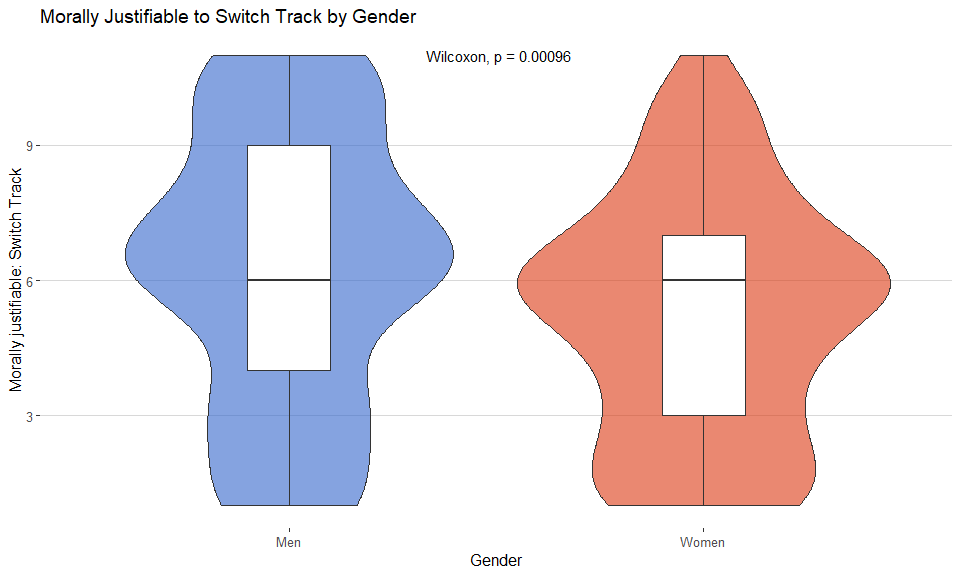 Morally Justifiable to Switch Track by Gender
Wilcoxon, p = 0.00096
Morally justifiable: Switch Track
9
6
3
Men
Women
Gender